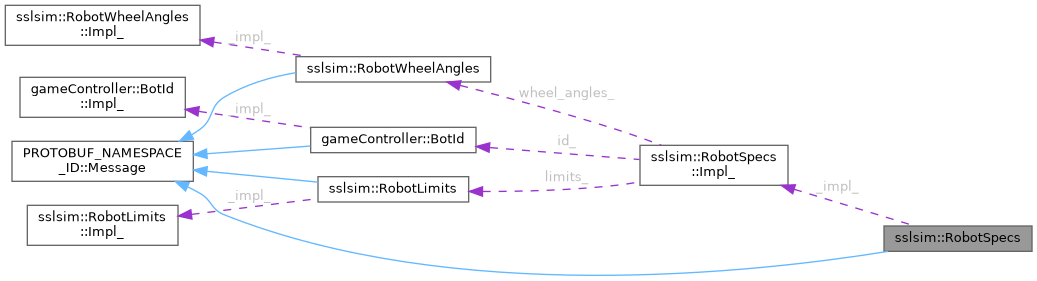 sslsim::RobotWheelAngles
::Impl_
_impl_
sslsim::RobotWheelAngles
gameController::BotId
::Impl_
_impl_
wheel_angles_
gameController::BotId
id_
PROTOBUF_NAMESPACE
_ID::Message
sslsim::RobotSpecs
::Impl_
limits_
sslsim::RobotLimits
_impl_
_impl_
sslsim::RobotLimits
::Impl_
sslsim::RobotSpecs